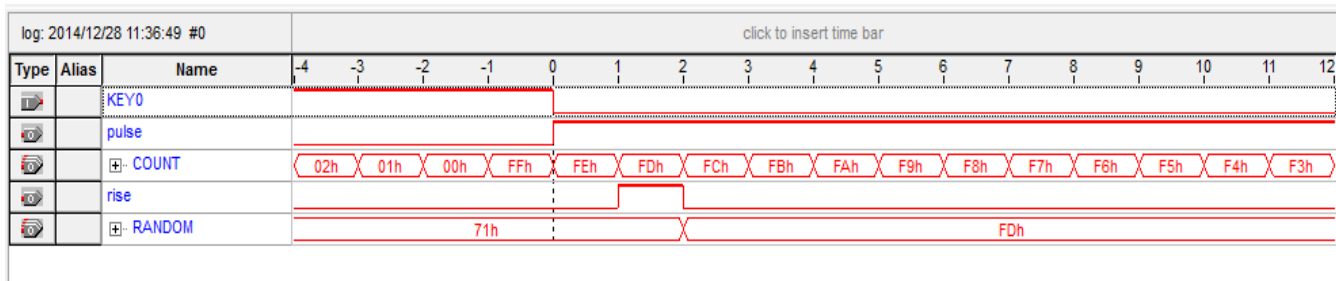 log: 2014/12/28 11:36:49 #0 click to insert time bar
Type Alias Name -4 -3 -2 -1 0 1 2 3 4 5 6 7 8 9 10 11 12
KEY0
pulse
COUNT 02h 01h 00h FFh FEh FDh FCh FBh FAh F9h F8h F7h F6h F5h F4h F3h
rise
RANDOM 71h FDh